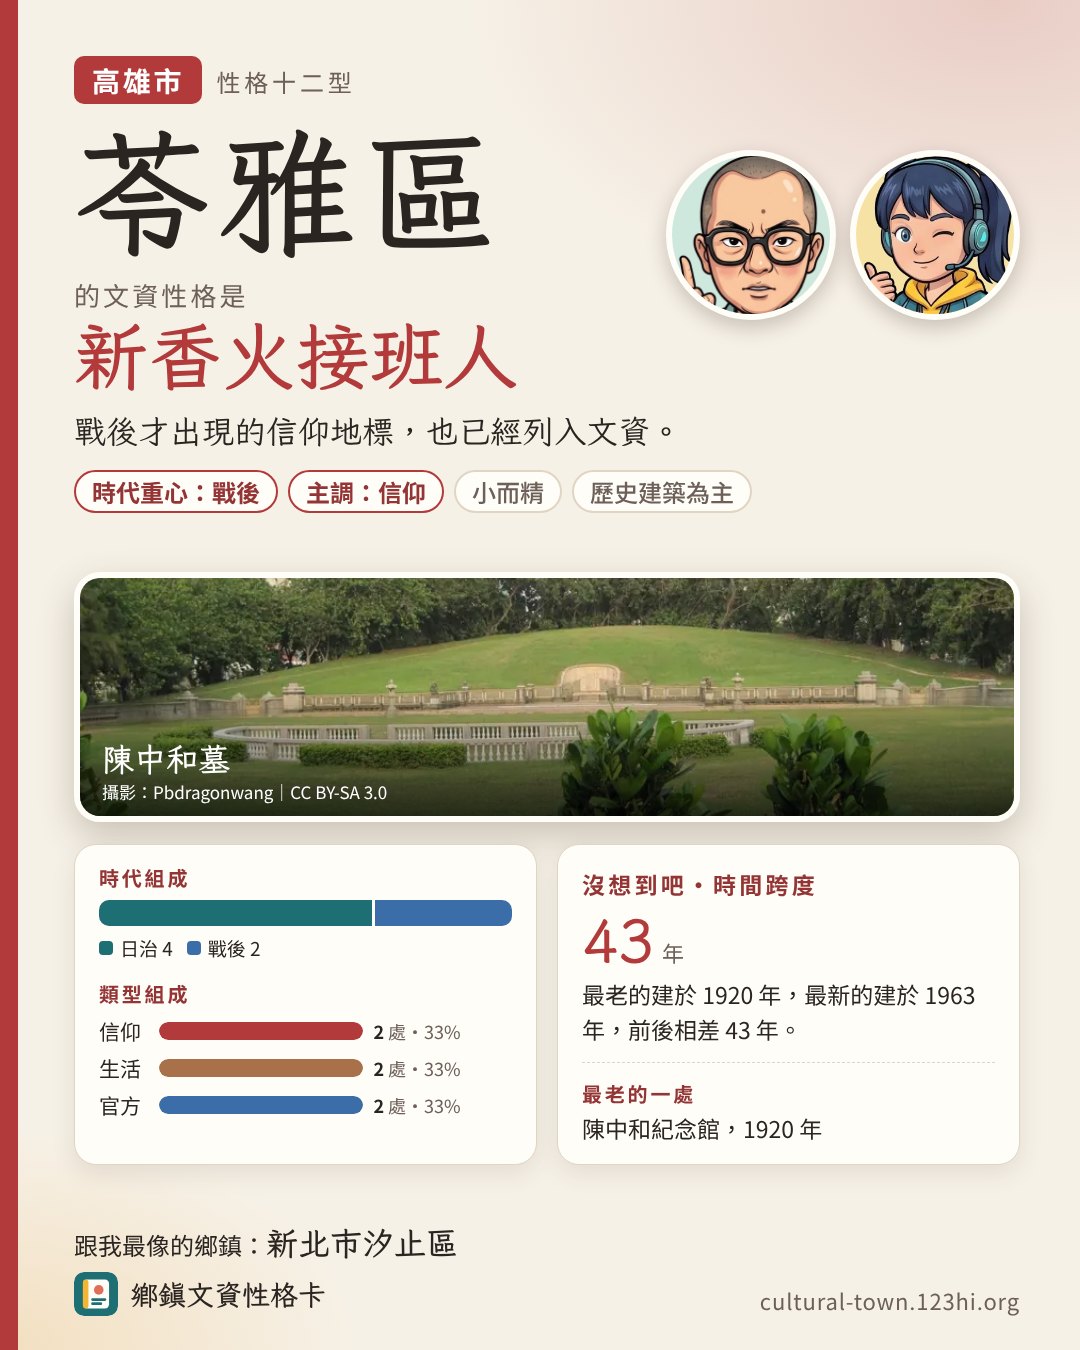 高雄市 性格十二型
苓雅區
的文資性格是
新香火接班人
戰後才出現的信仰地標，也已經列入文資。
時代重心：戰後 主調：信仰 小而精 歷史建築為主
陳中和墓
攝影：Pbdragonwang｜CC BY-SA 3.0
時代組成
日治 4 戰後 2
類型組成
信仰 2 處・33%
生活 2 處・33%
官方 2 處・33%
沒想到吧・時間跨度
43 年
最老的建於 1920 年，最新的建於 1963
年，前後相差 43 年。
最老的一處
陳中和紀念館，1920 年
跟我最像的鄉鎮：新北市汐止區
鄉鎮文資性格卡
cultural-town.123hi.org